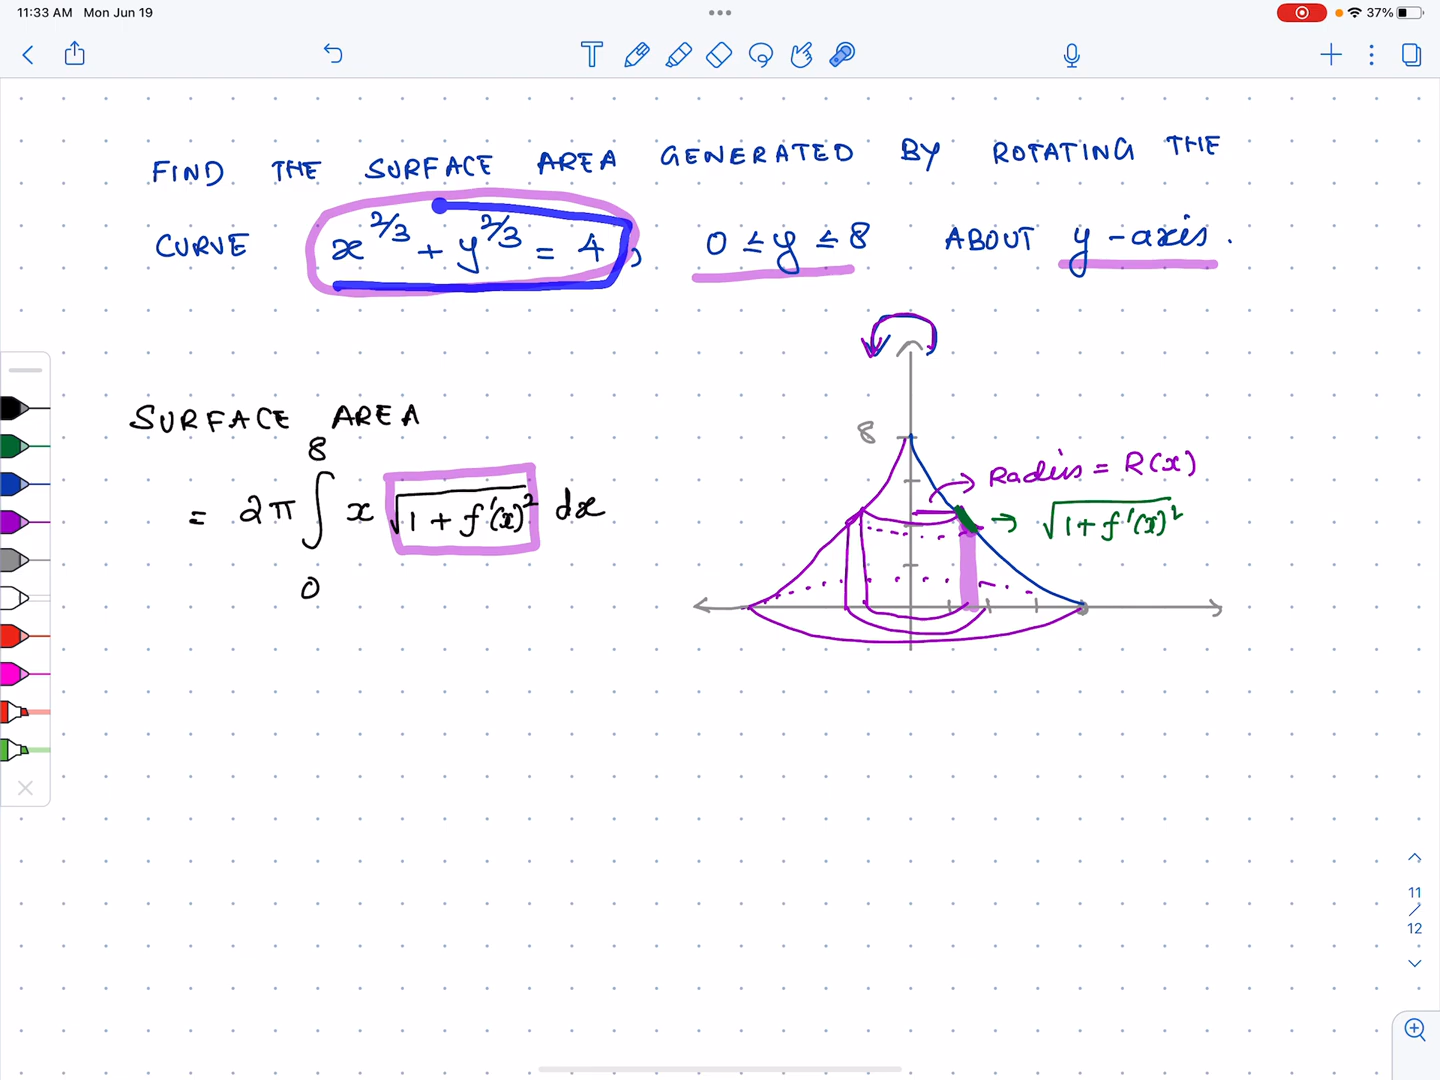 11:33 AM Mon Jun 19
37%
FIND THE SURFACE AREA GENERATED BY ROTATING THE
CURVE x^{2/3} + y^{2/3} = 4, 0 ≤ y ≤ 8 ABOUT y-axis.
SURFACE AREA
= 2π ∫_0^8 x √(1 + f'(x)^2) dx
8
Radius = R(x)
→ √(1 + f'(x)^2)
11
/
12